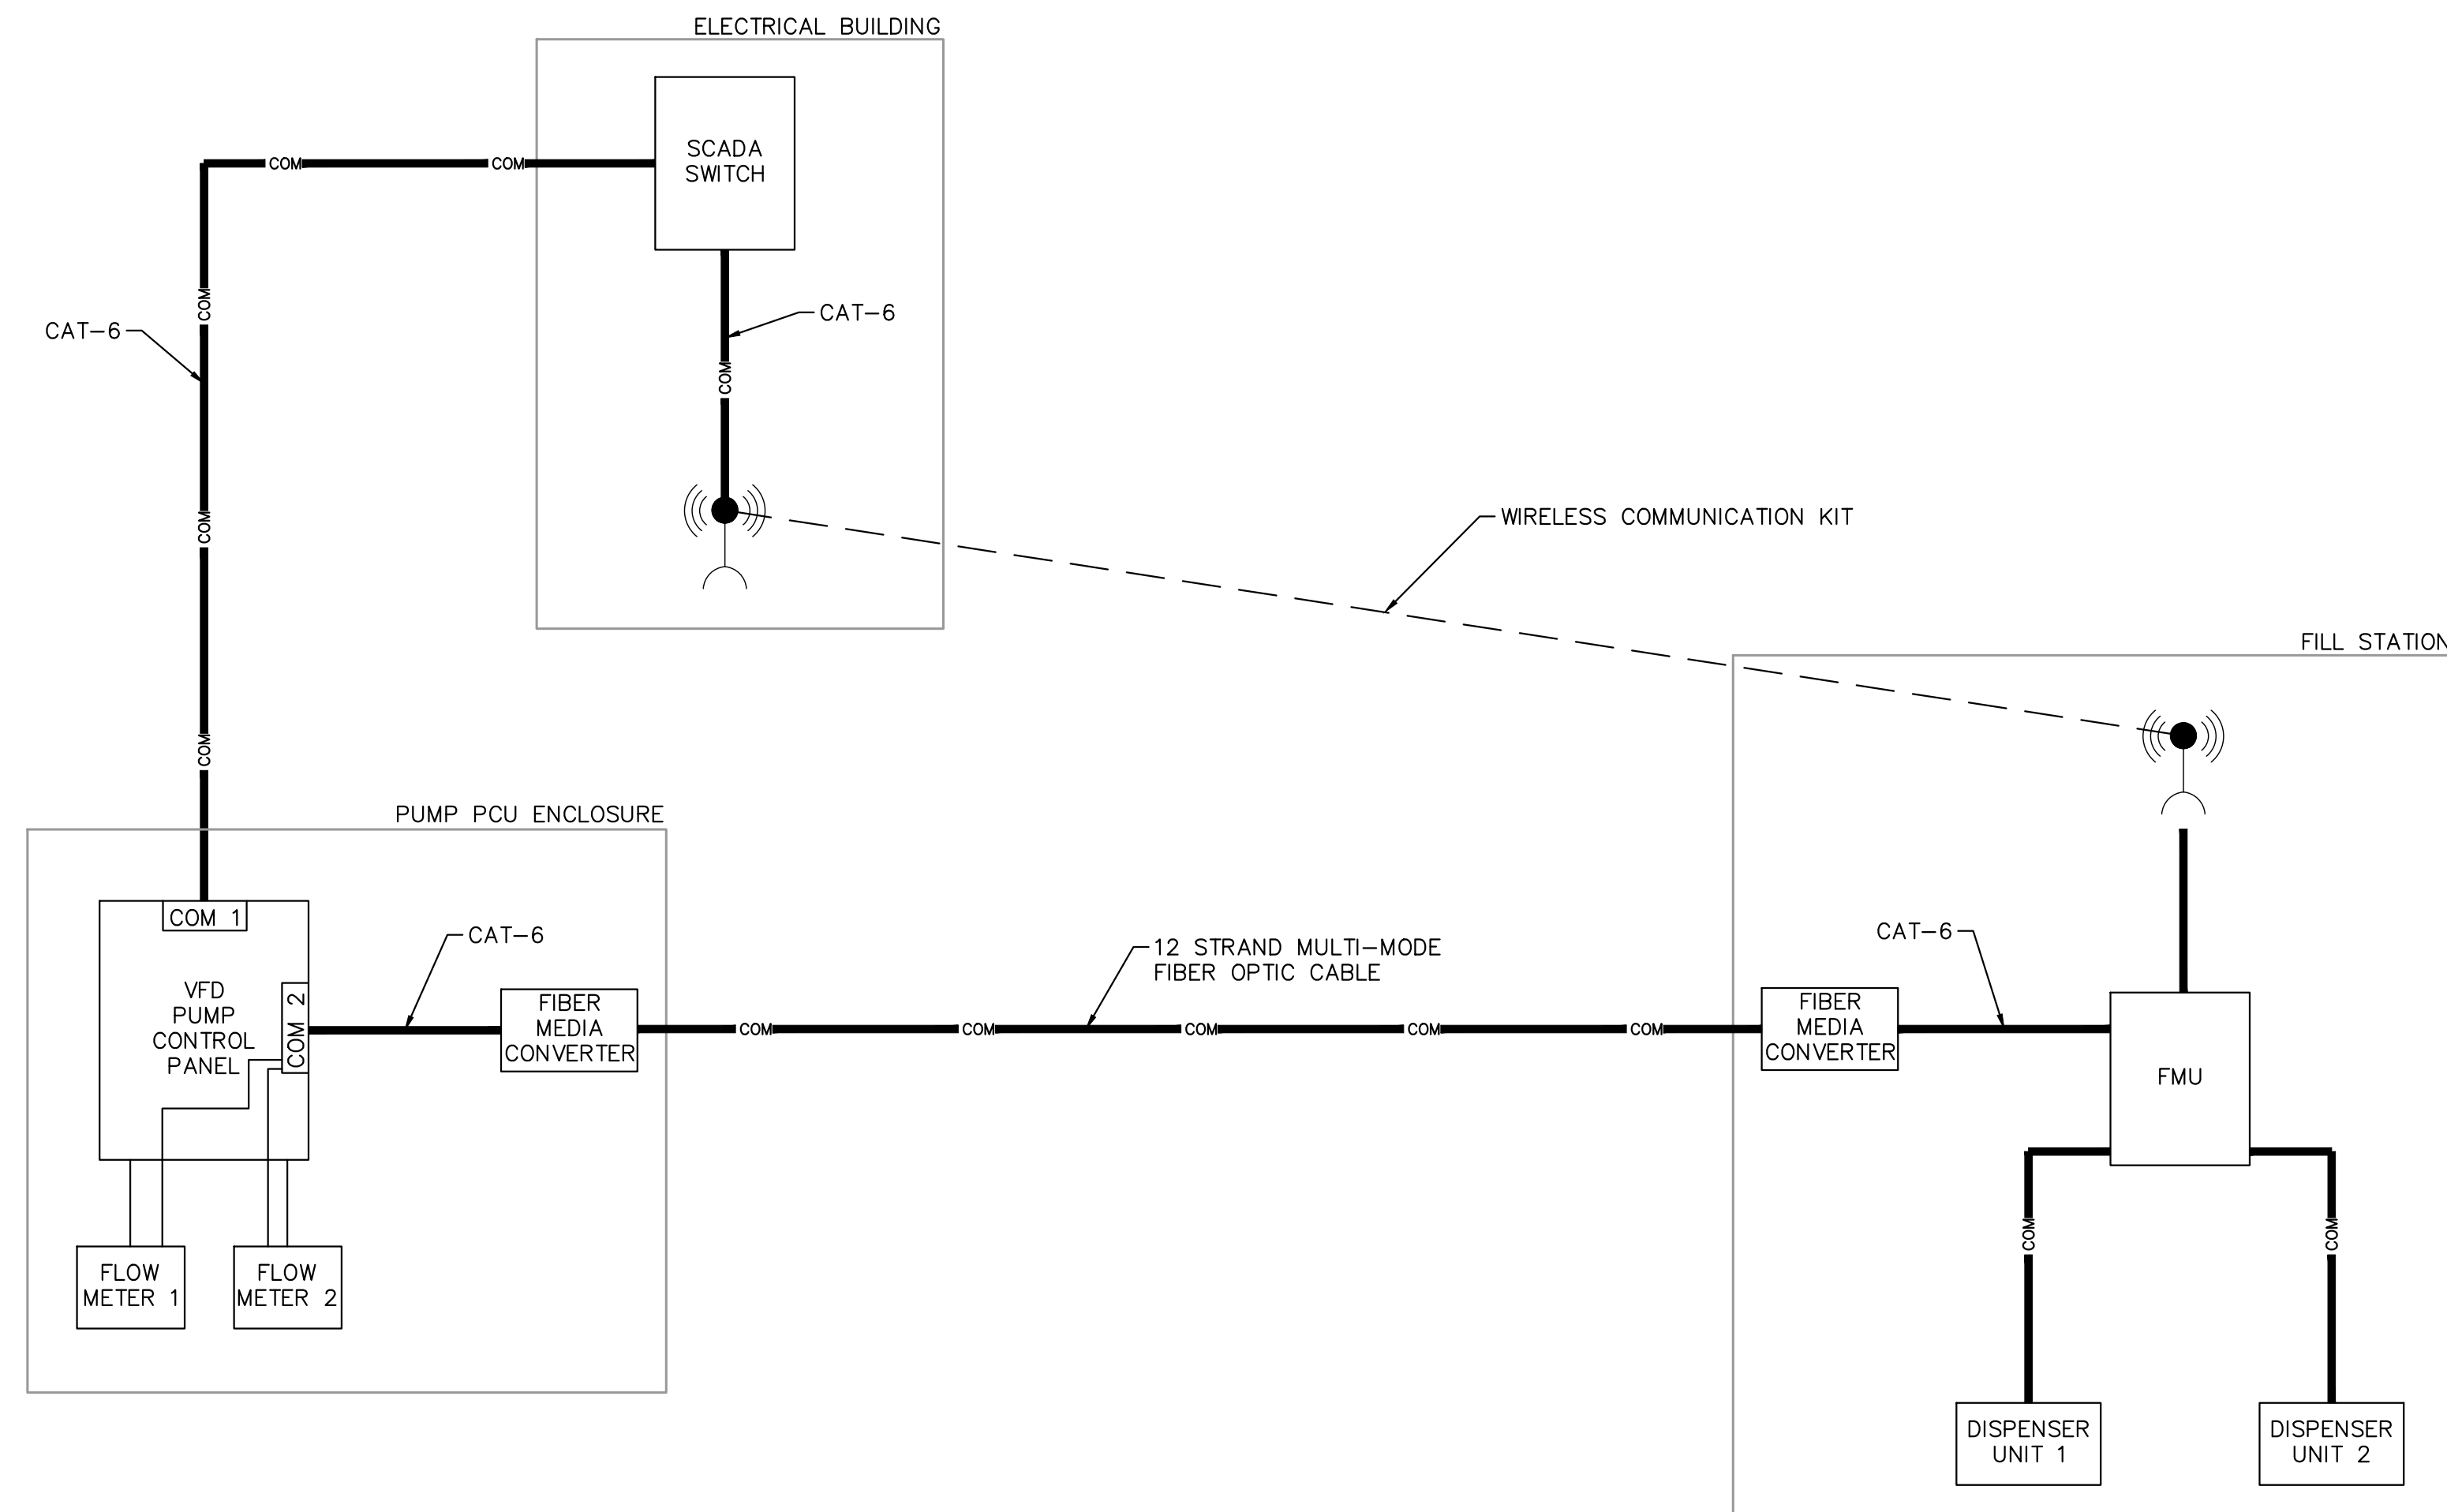 ELECTRICAL BUILDING
SCADA
SWITCH
COM
COM
COM
CAT-6
CAT-6
COM
COM
COM
WIRELESS COMMUNICATION KIT
FILL STATION
PUMP PCU ENCLOSURE
COM 1
CAT-6
VFD
PUMP
CONTROL
PANEL
COM 2
FIBER
MEDIA
CONVERTER
12 STRAND MULTI-MODE
FIBER OPTIC CABLE
COM
COM
COM
COM
COM
CAT-6
FIBER
MEDIA
CONVERTER
FMU
COM
COM
FLOW
METER 1
FLOW
METER 2
DISPENSER
UNIT 1
DISPENSER
UNIT 2